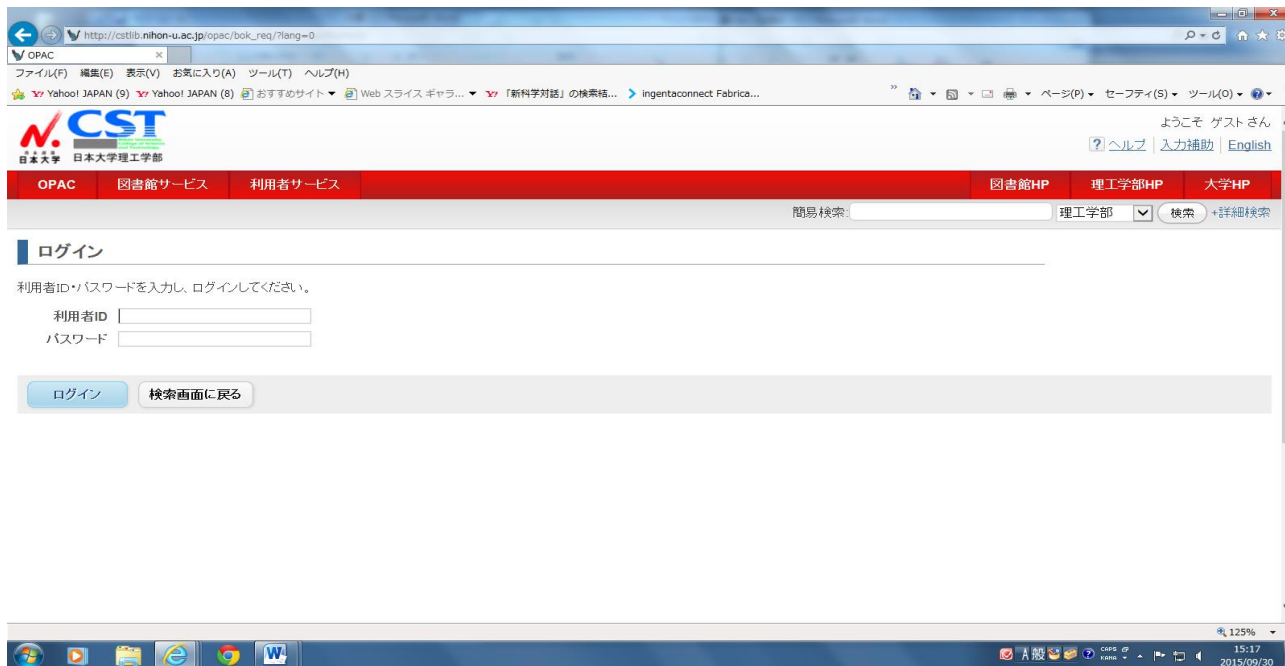 http://cstlib.nihon-u.ac.jp/opac/bok_req/?lang=0
OPAC
ファイル(F) 編集(E) 表示(V) お気に入り(A) ツール(T) ヘルプ(H)
Yahoo! JAPAN (9) Yahoo! JAPAN (8) おすすめサイト Web スライス ギャラ... 「新科学対話」の検索結... ingentaconnect Fabrica... ページ(P) セーフティ(S) ツール(O)
CST
日本大学 日本大学理工学部
ようこそ ゲスト さん
ヘルプ 入力補助 English
OPAC 図書館サービス 利用者サービス 図書館HP 理工学部HP 大学HP
簡易検索: 理工学部 検索 +詳細検索
ログイン
利用者ID・パスワードを入力し、ログインしてください。
利用者ID
パスワード
ログイン 検索画面に戻る
125%
A 般 CAPS KANA 15:17
2015/09/30